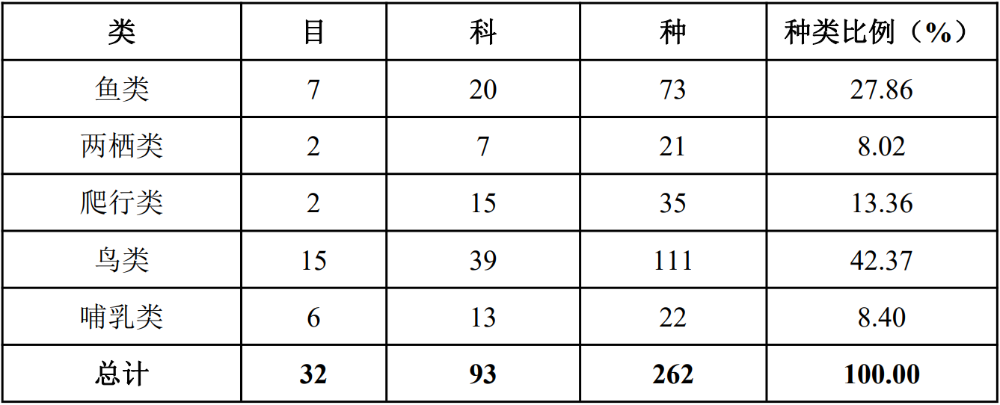 类 目 科 种 种类比例（%）
鱼类 7 20 73 27.86
两栖类 2 7 21 8.02
爬行类 2 15 35 13.36
鸟类 15 39 111 42.37
哺乳类 6 13 22 8.40
总计 32 93 262 100.00